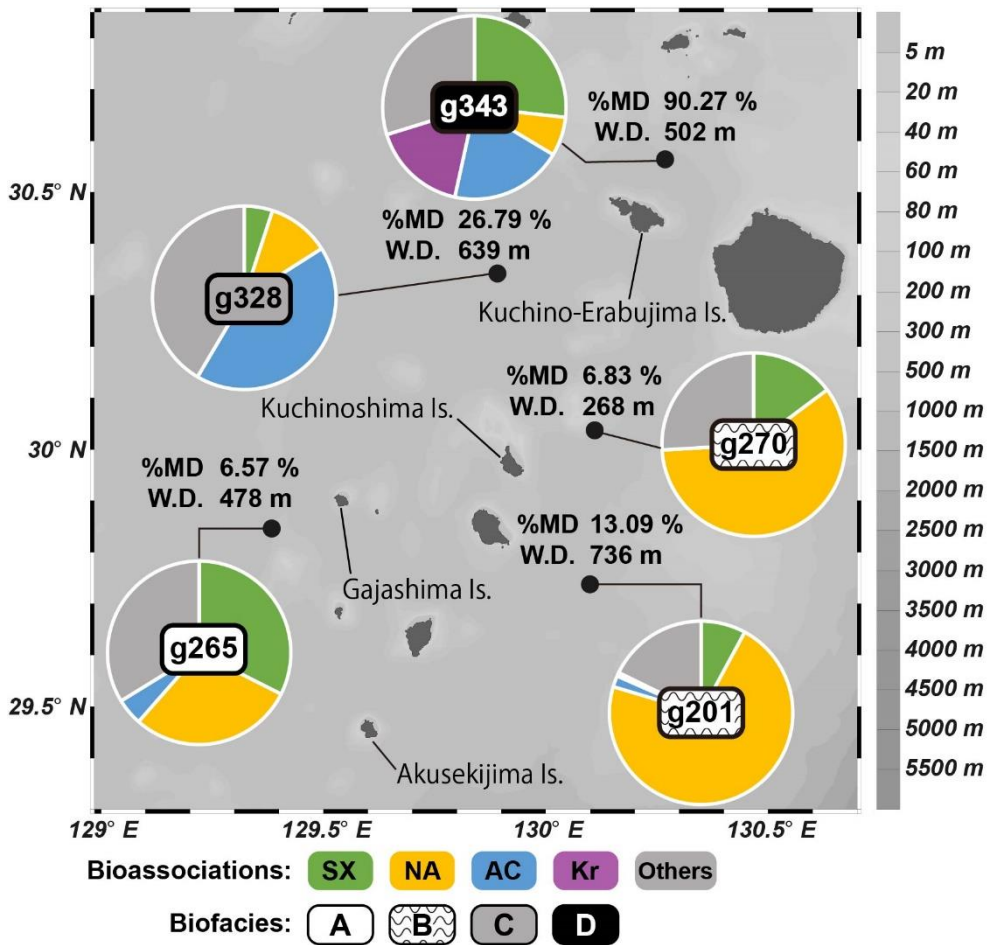 g343
%MD 90.27 %
W.D. 502 m
30.5° N
%MD 26.79 %
W.D. 639 m
g328
Kuchino-Erabujima Is.
%MD 6.83 %
W.D. 268 m
g270
Kuchinoshima Is.
30° N
%MD 6.57 %
W.D. 478 m
%MD 13.09 %
W.D. 736 m
Gajashima Is.
g265
g201
29.5° N
Akusekijima Is.
129° E
129.5° E
130° E
130.5° E
5 m
20 m
40 m
60 m
80 m
100 m
200 m
300 m
500 m
1000 m
1500 m
2000 m
2500 m
3000 m
3500 m
4000 m
4500 m
5000 m
5500 m
Bioassociations: SX NA AC Kr Others
Biofacies: A B C D